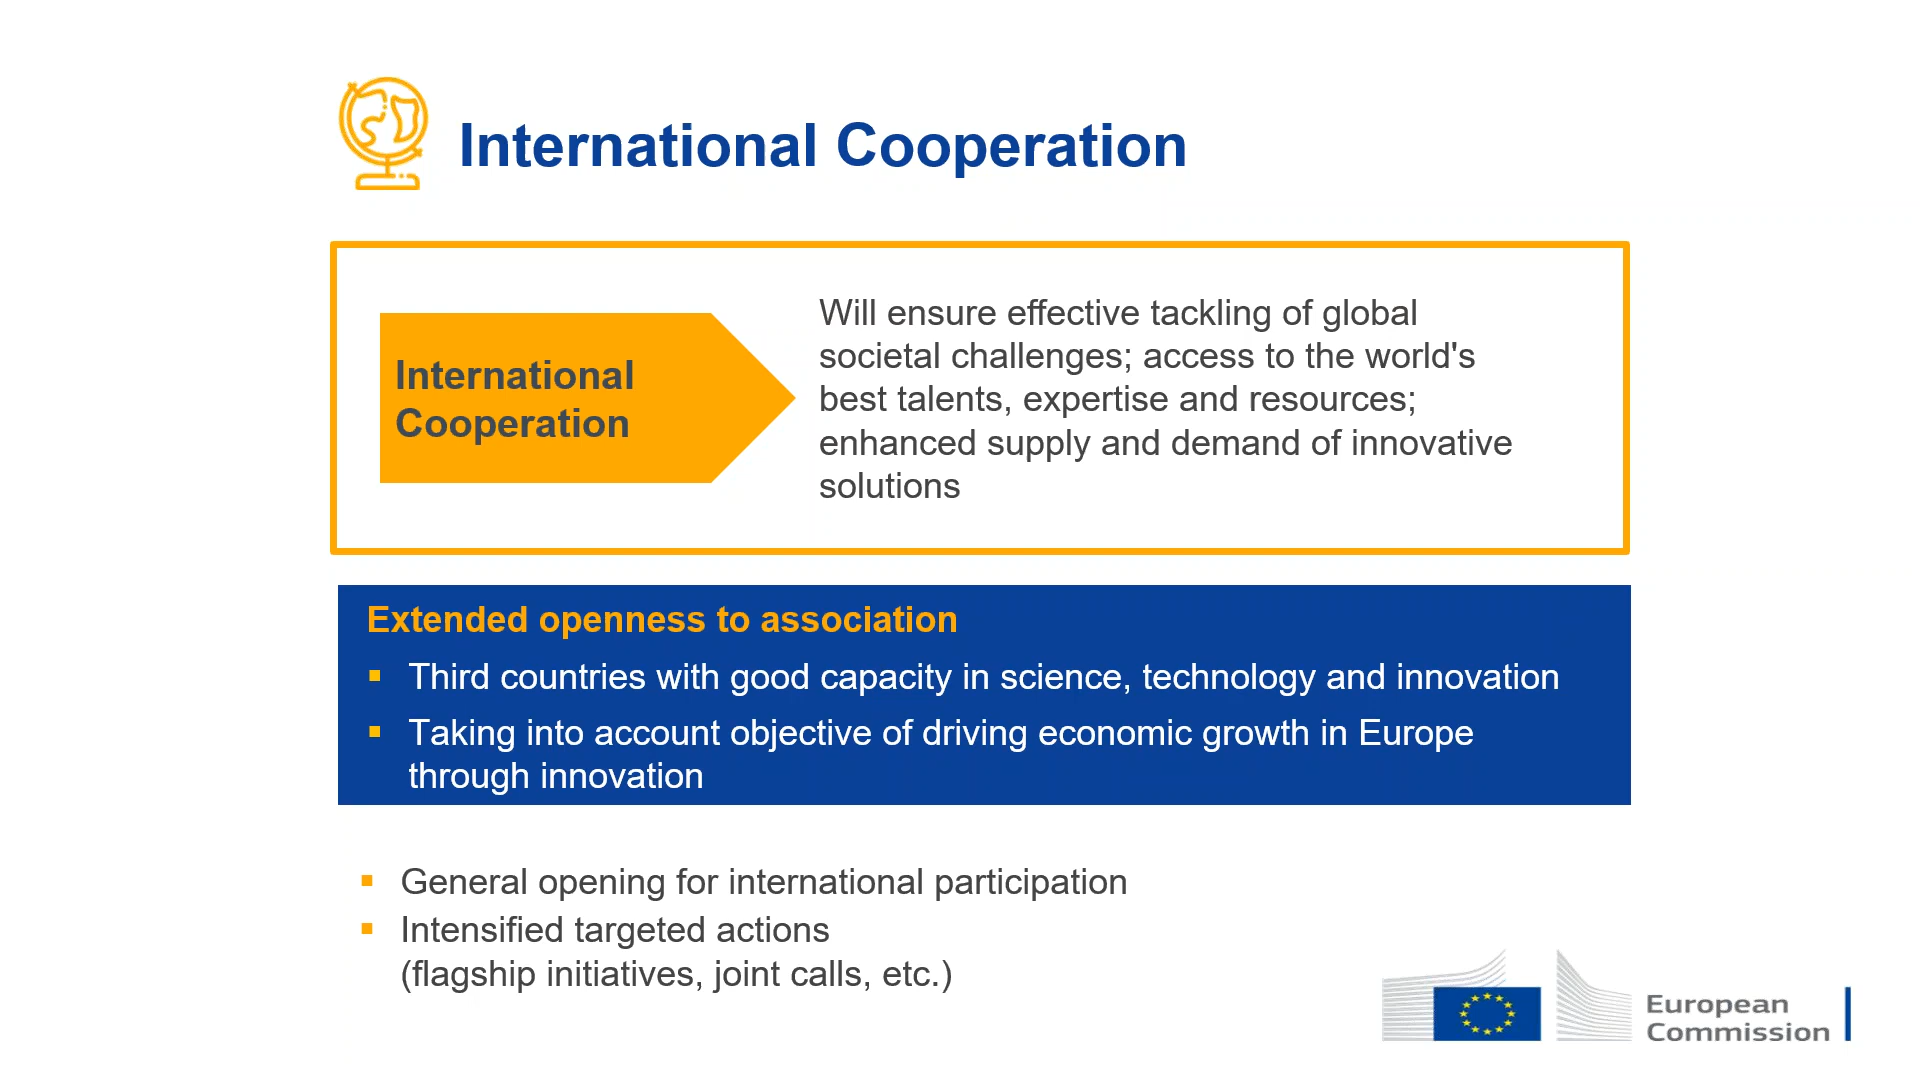 International Cooperation
International
Cooperation
Will ensure effective tackling of global
societal challenges; access to the world's
best talents, expertise and resources;
enhanced supply and demand of innovative
solutions
Extended openness to association
▪ Third countries with good capacity in science, technology and innovation
▪ Taking into account objective of driving economic growth in Europe
through innovation
▪ General opening for international participation
▪ Intensified targeted actions
(flagship initiatives, joint calls, etc.)
European
Commission